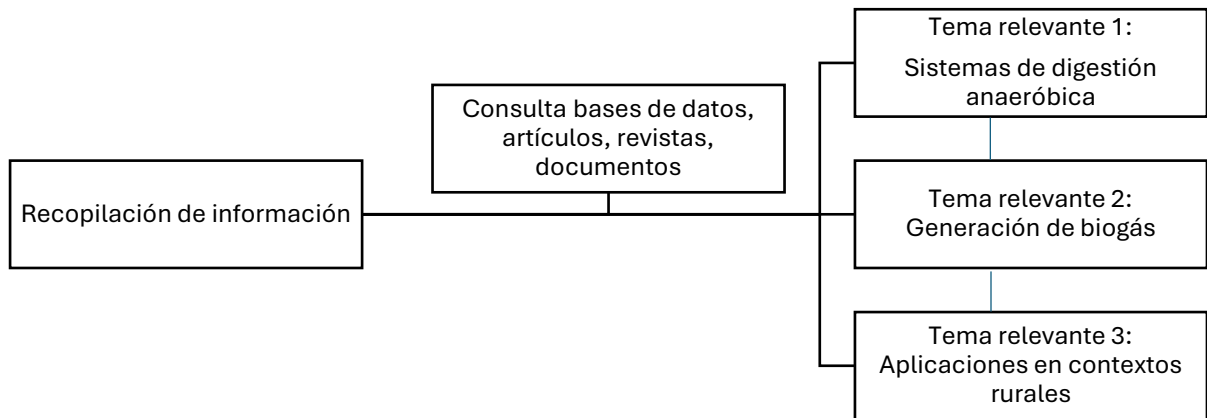 Recopilación de información
Consulta bases de datos,
artículos, revistas,
documentos
Tema relevante 1:
Sistemas de digestión
anaeróbica
Tema relevante 2:
Generación de biogás
Tema relevante 3:
Aplicaciones en contextos
rurales